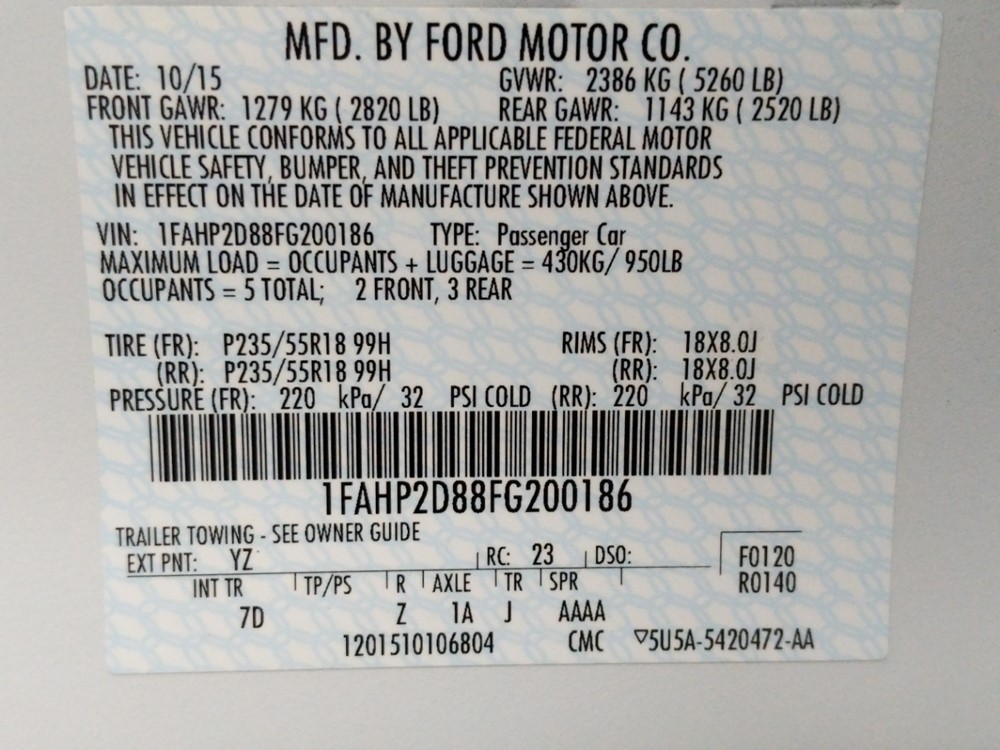 MFD. BY FORD MOTOR CO.
DATE: 10/15 GVWR: 2386 KG ( 5260 LB)
FRONT GAWR: 1279 KG ( 2820 LB) REAR GAWR: 1143 KG ( 2520 LB)
THIS VEHICLE CONFORMS TO ALL APPLICABLE FEDERAL MOTOR
VEHICLE SAFETY, BUMPER, AND THEFT PREVENTION STANDARDS
IN EFFECT ON THE DATE OF MANUFACTURE SHOWN ABOVE.
VIN: 1FAHP2D88FG200186 TYPE: Passenger Car
MAXIMUM LOAD = OCCUPANTS + LUGGAGE = 430KG/ 950LB
OCCUPANTS = 5 TOTAL; 2 FRONT, 3 REAR
TIRE (FR): P235/55R18 99H RIMS (FR): 18X8.0J
(RR): P235/55R18 99H (RR): 18X8.0J
PRESSURE (FR): 220 kPa/ 32 PSI COLD (RR): 220 kPa/ 32 PSI COLD
1FAHP2D88FG200186
TRAILER TOWING - SEE OWNER GUIDE
EXT PNT: YZ RC: 23 DSO: F0120
INT TR TP/PS R AXLE TR SPR R0140
7D Z 1A J AAAA
1201510106804 CMC ▽5U5A-5420472-AA